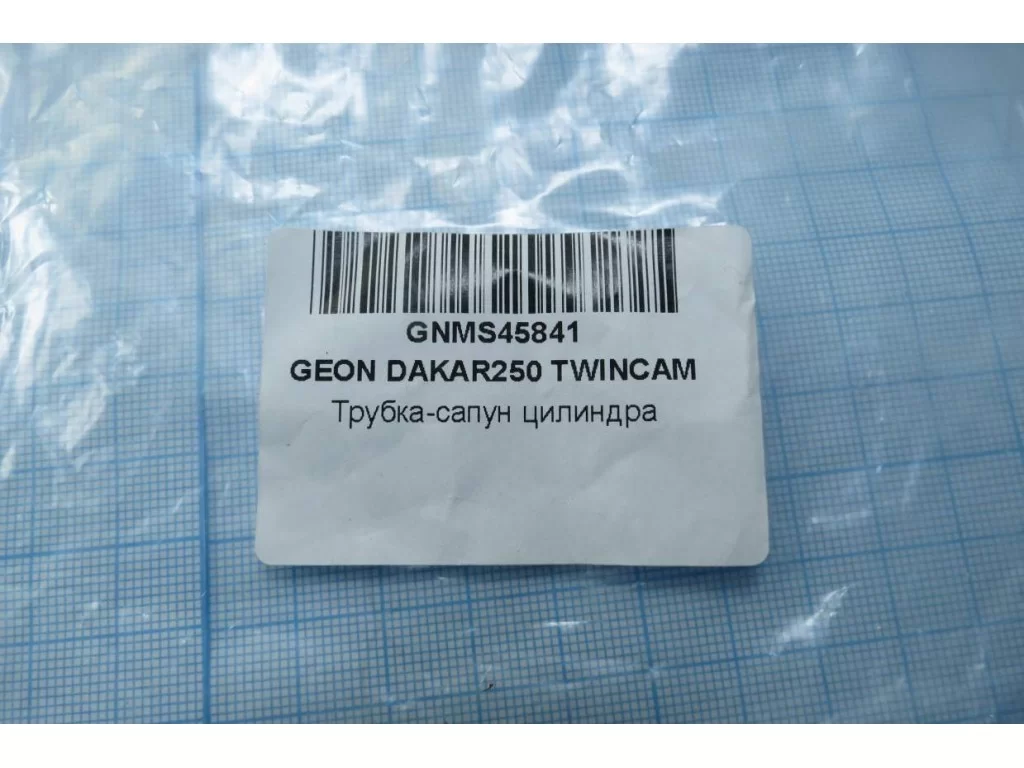 GNMS45841
GEON DAKAR250 TWINCAM
Трубка-сапун цилиндра